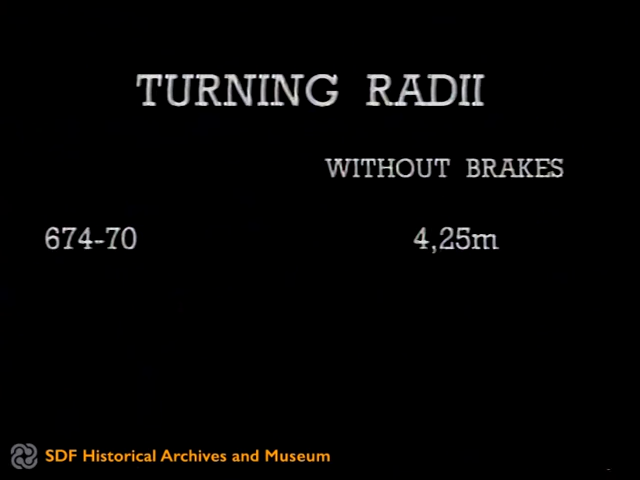 TURNING RADII
WITHOUT BRAKES
674-70 4,25m
SDF Historical Archives and Museum